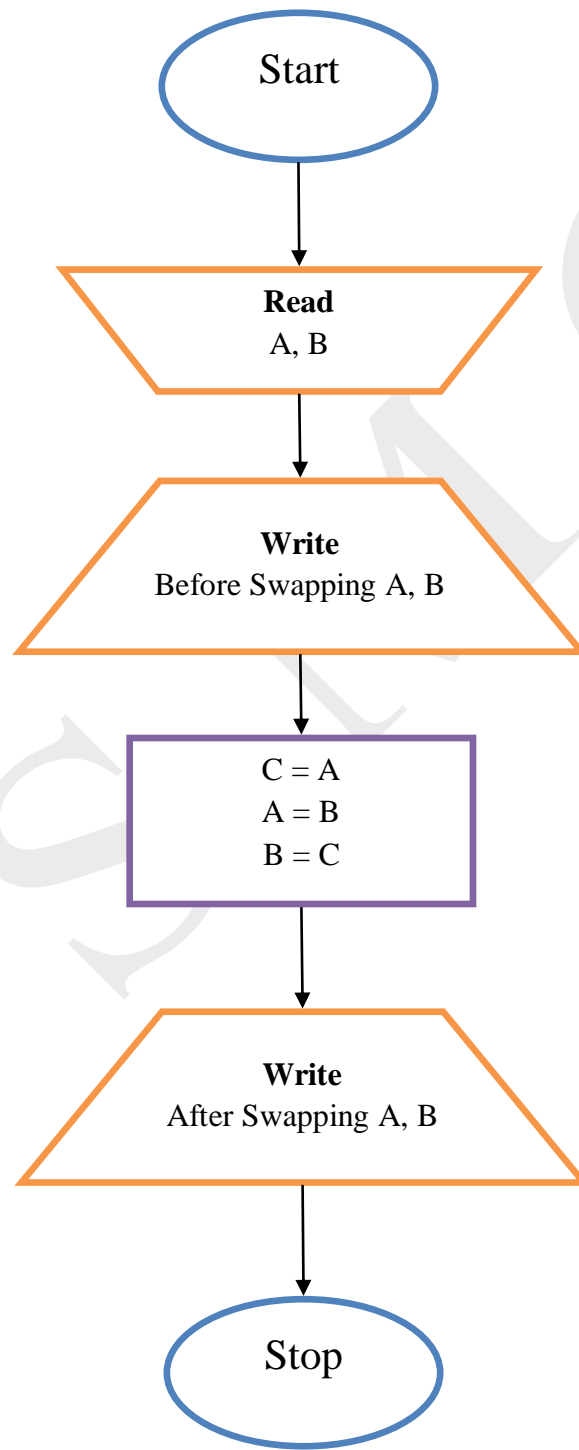 Start
Read
A, B
Write
Before Swapping A, B
C = A
A = B
B = C
Write
After Swapping A, B
Stop